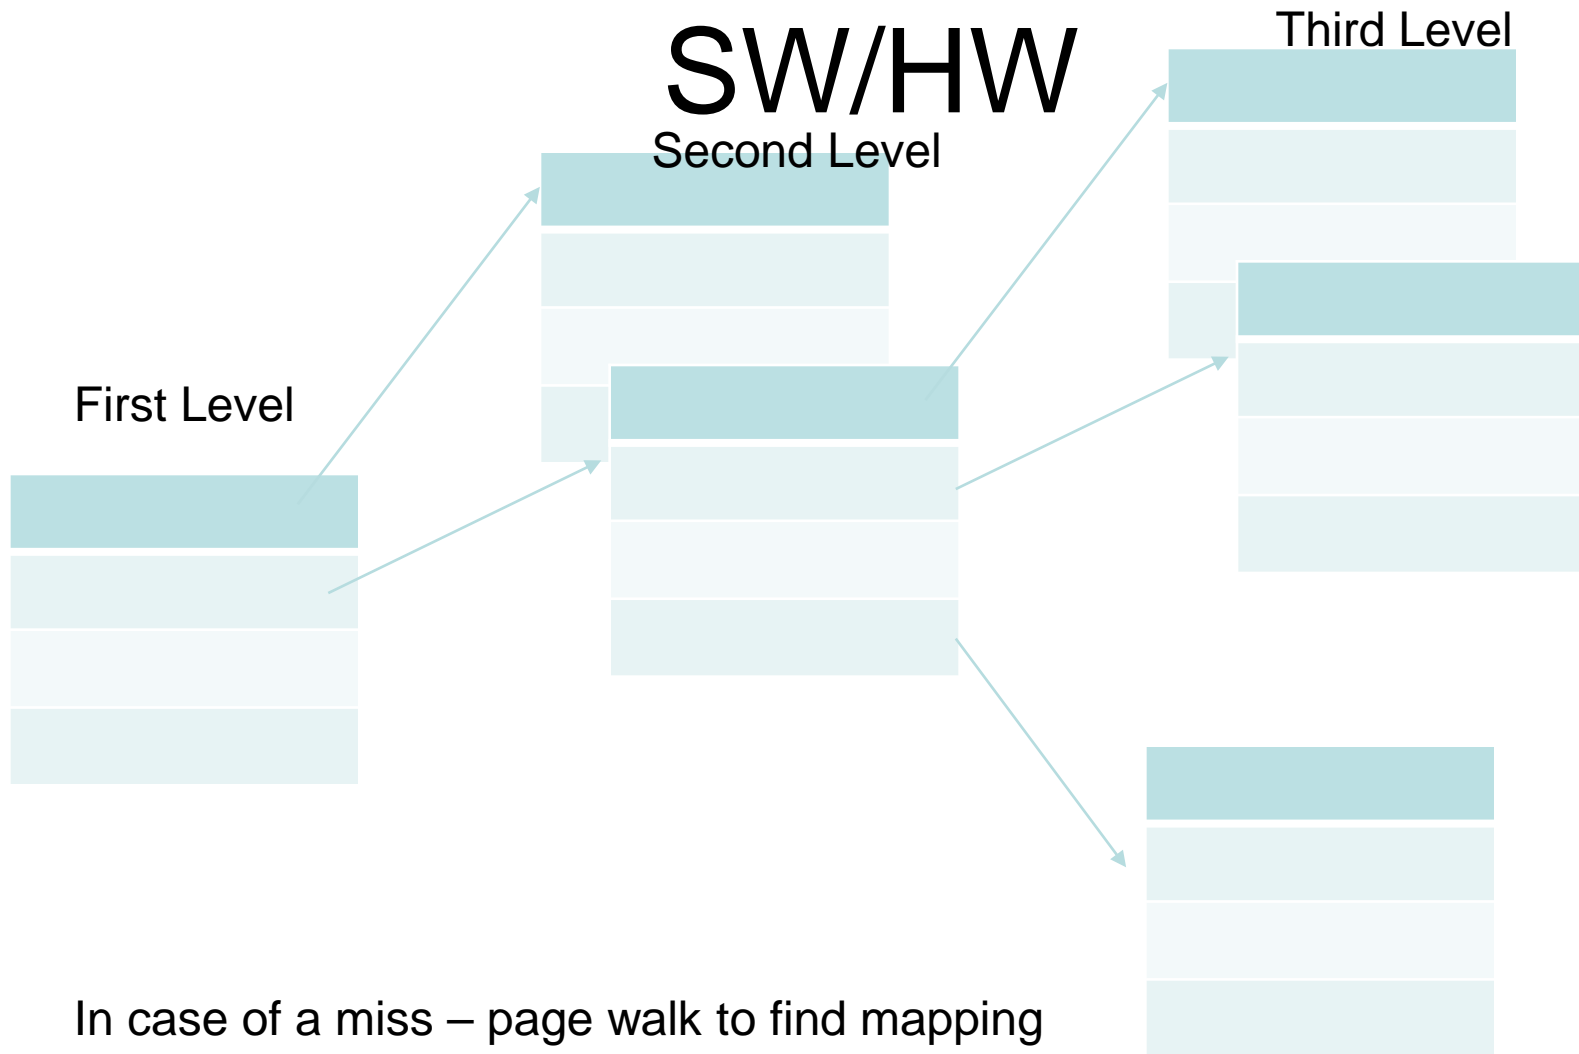 SW/HW
Third Level
Second Level
First Level
In case of a miss – page walk to find mapping